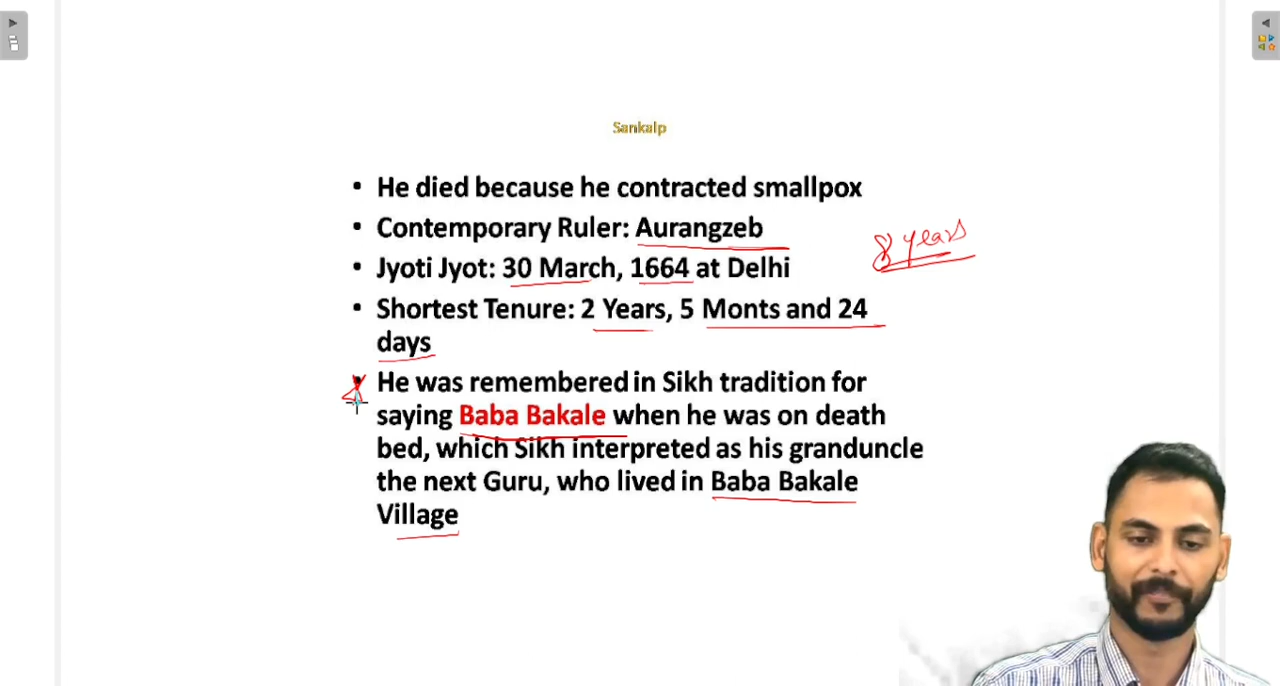 Sankalp
• He died because he contracted smallpox
• Contemporary Ruler: Aurangzeb
8 years
• Jyoti Jyot: 30 March, 1664 at Delhi
• Shortest Tenure: 2 Years, 5 Monts and 24
days
• He was remembered in Sikh tradition for
saying Baba Bakale when he was on death
bed, which Sikh interpreted as his granduncle
the next Guru, who lived in Baba Bakale
Village